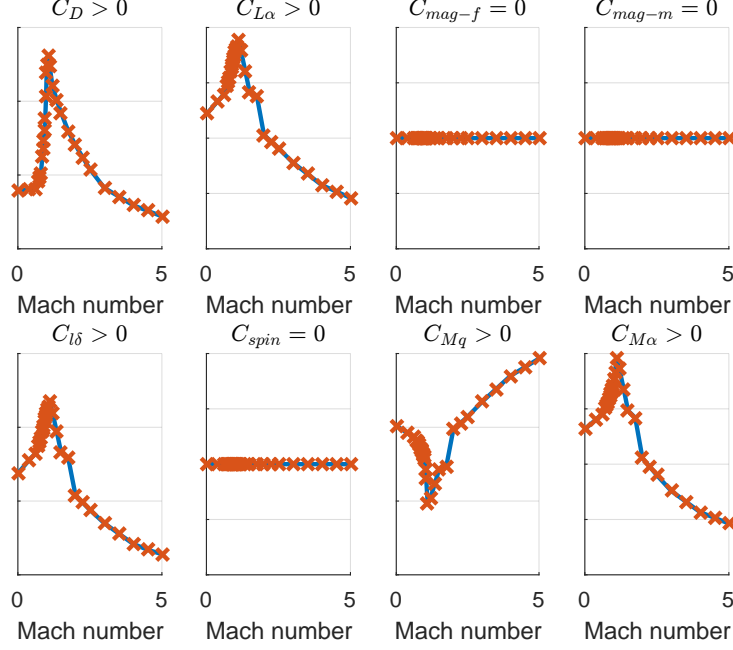 C_D > 0
C_{Lα} > 0
C_{mag−f} = 0
C_{mag−m} = 0
0 5
0 5
0 5
0 5
Mach number
Mach number
Mach number
Mach number
C_{lδ} > 0
C_{spin} = 0
C_{Mq} > 0
C_{Mα} > 0
0 5
0 5
0 5
0 5
Mach number
Mach number
Mach number
Mach number